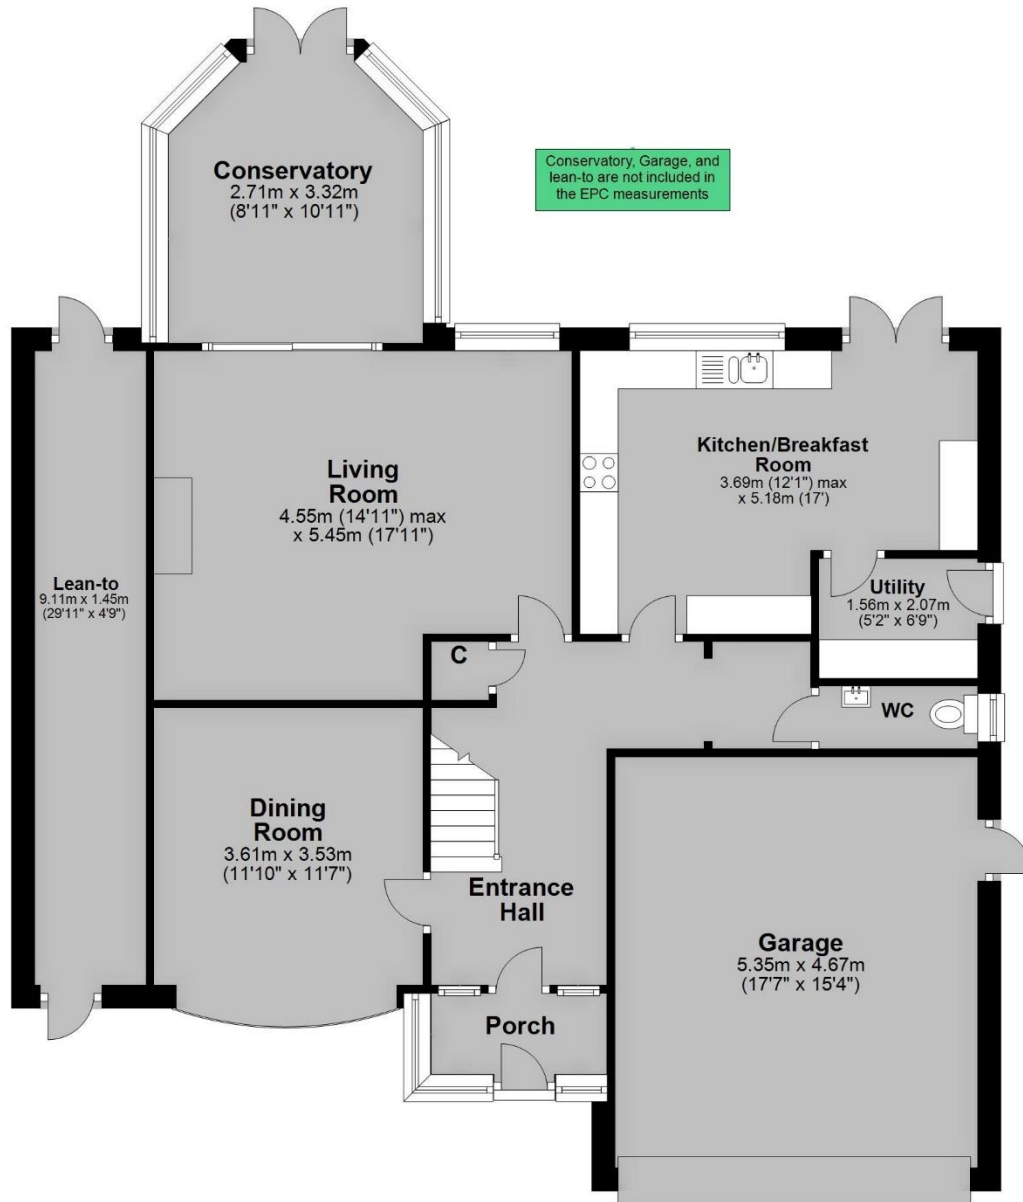 Conservatory
2.71m x 3.32m
(8'11" x 10'11")
Conservatory, Garage, and
lean-to are not included in
the EPC measurements
Living
Room
4.55m (14'11") max
x 5.45m (17'11")
Kitchen/Breakfast
Room
3.69m (12'1") max
x 5.18m (17')
Lean-to
9.11m x 1.45m
(29'11" x 4'9")
Utility
1.56m x 2.07m
(5'2" x 6'9")
C
WC
Dining
Room
3.61m x 3.53m
(11'10" x 11'7")
Entrance
Hall
Garage
5.35m x 4.67m
(17'7" x 15'4")
Porch